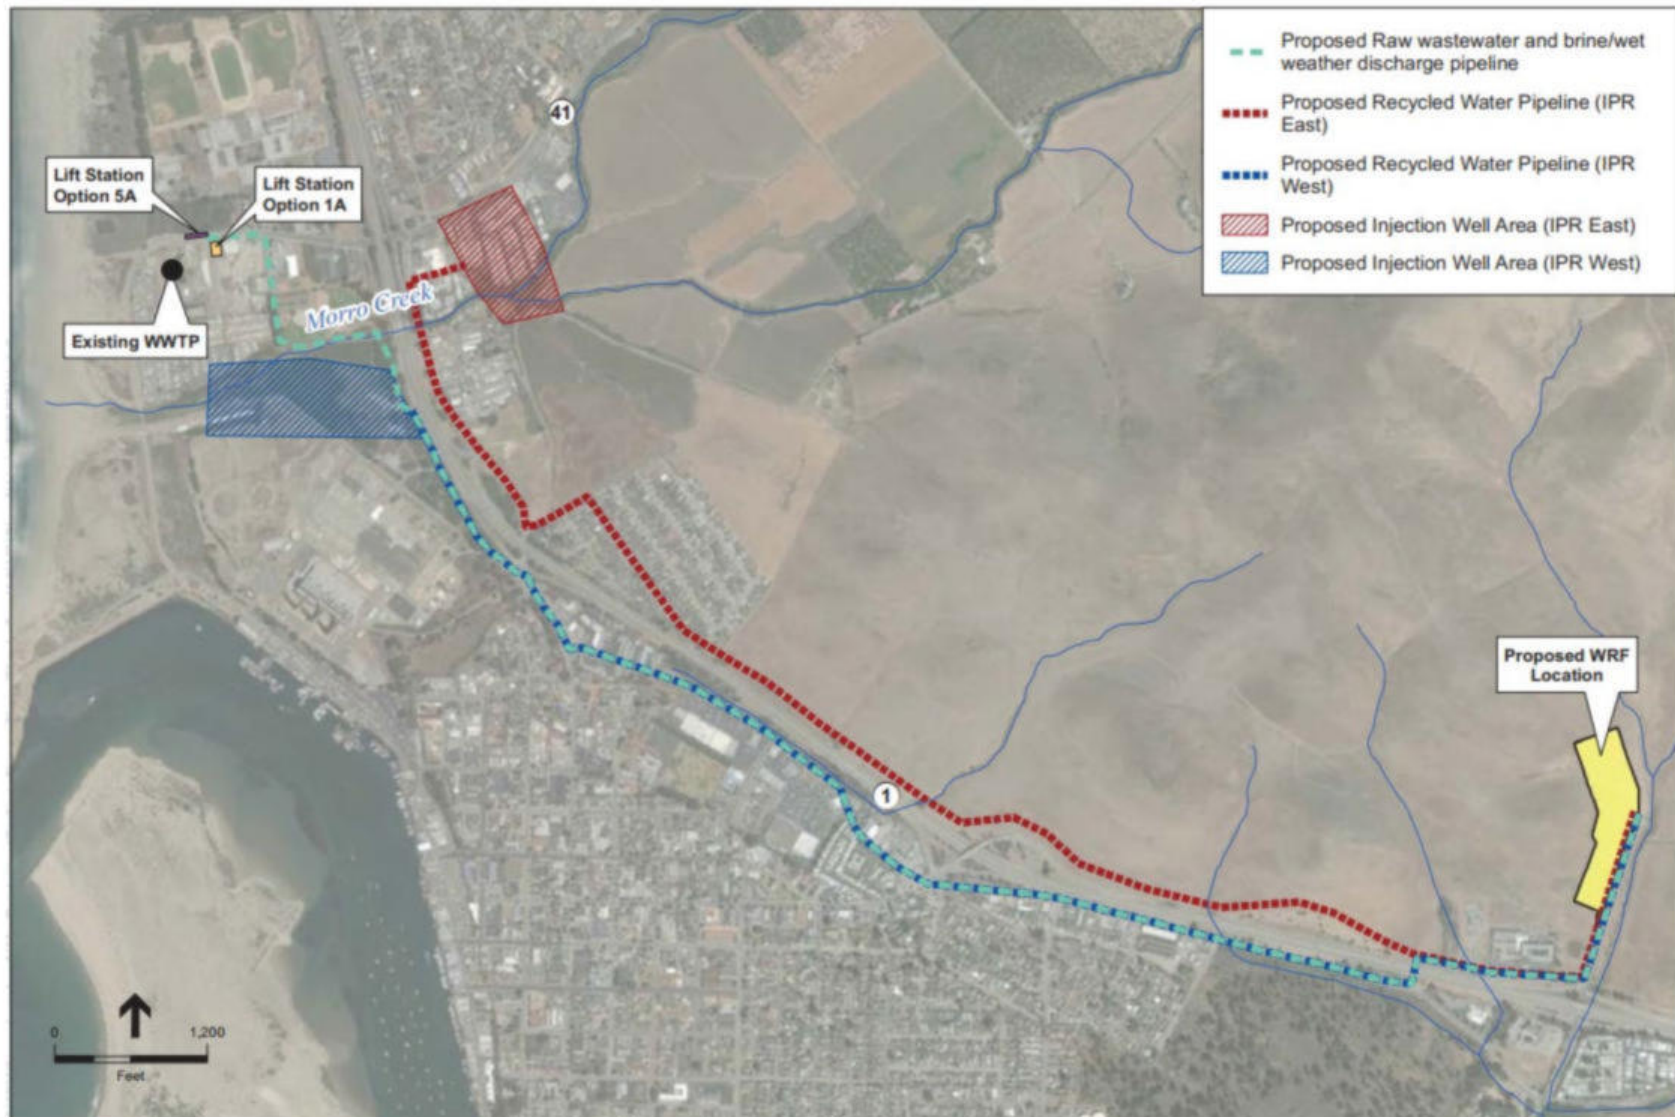 Proposed Raw wastewater and brine/wet
weather discharge pipeline
Proposed Recycled Water Pipeline (IPR
East)
Proposed Recycled Water Pipeline (IPR
West)
Proposed Injection Well Area (IPR East)
Proposed Injection Well Area (IPR West)
41
Lift Station
Option 5A
Lift Station
Option 1A
Morro Creek
Existing WWTP
Proposed WRF
Location
1
0 1,200
Feet